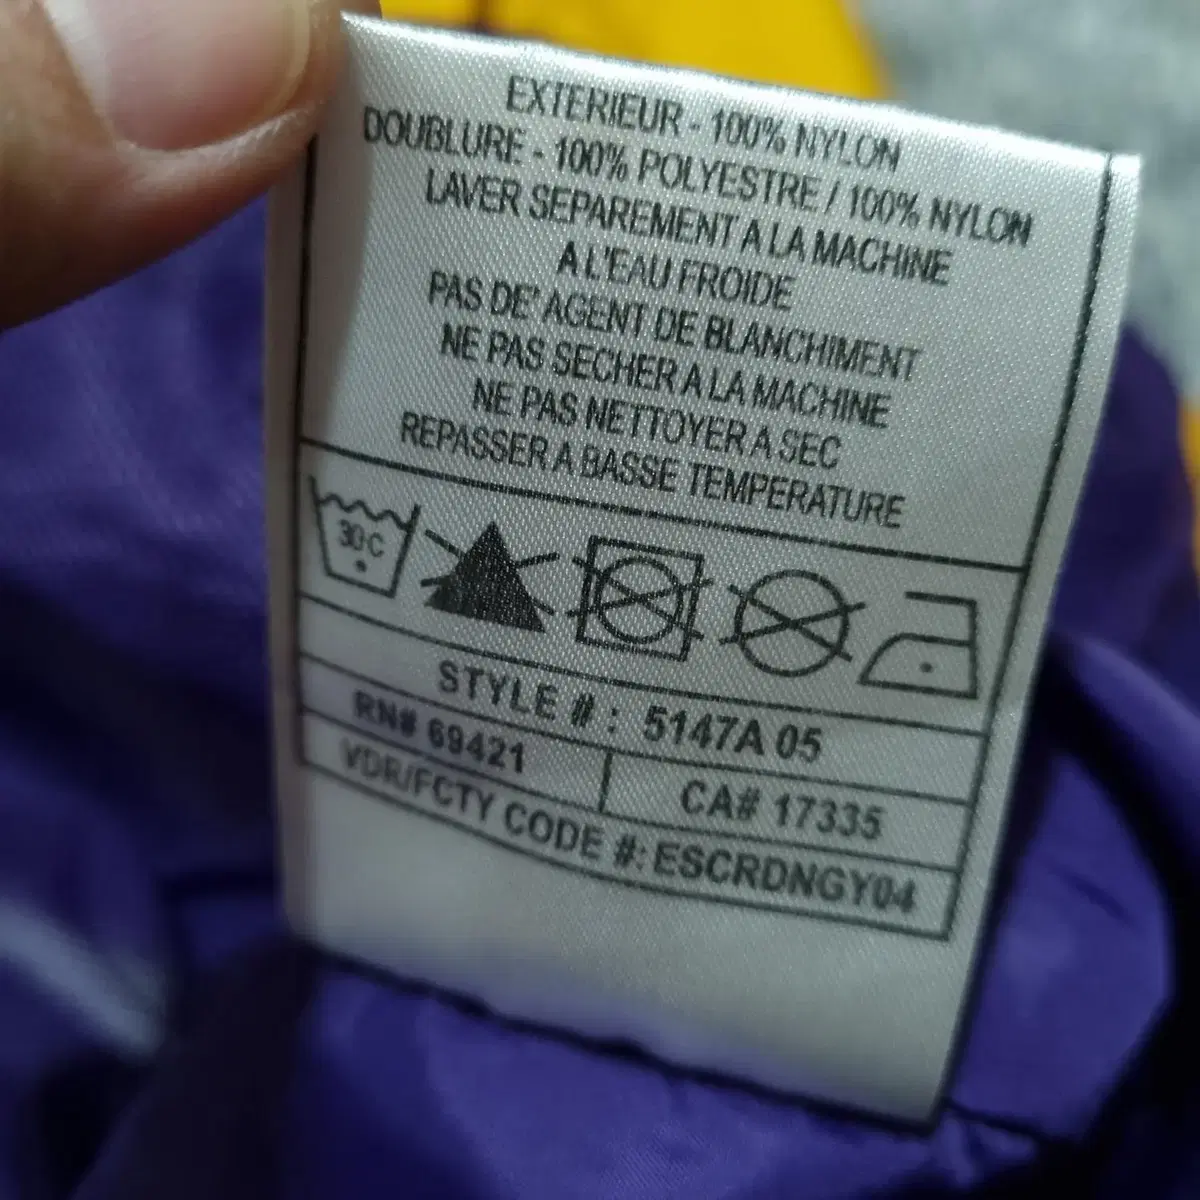 EXTERIEUR - 100% NYLON
DOUBLURE - 100% POLYESTRE / 100% NYLON
LAVER SEPAREMENT A LA MACHINE
A L'EAU FROIDE
PAS DE' AGENT DE BLANCHIMENT
NE PAS SECHER A LA MACHINE
NE PAS NETTOYER A SEC
REPASSER A BASSE TEMPERATURE
30°C
STYLE # : 5147A 05
RN# 69421
CA# 17335
VDR/FCTY CODE #: ESCRDNGY04